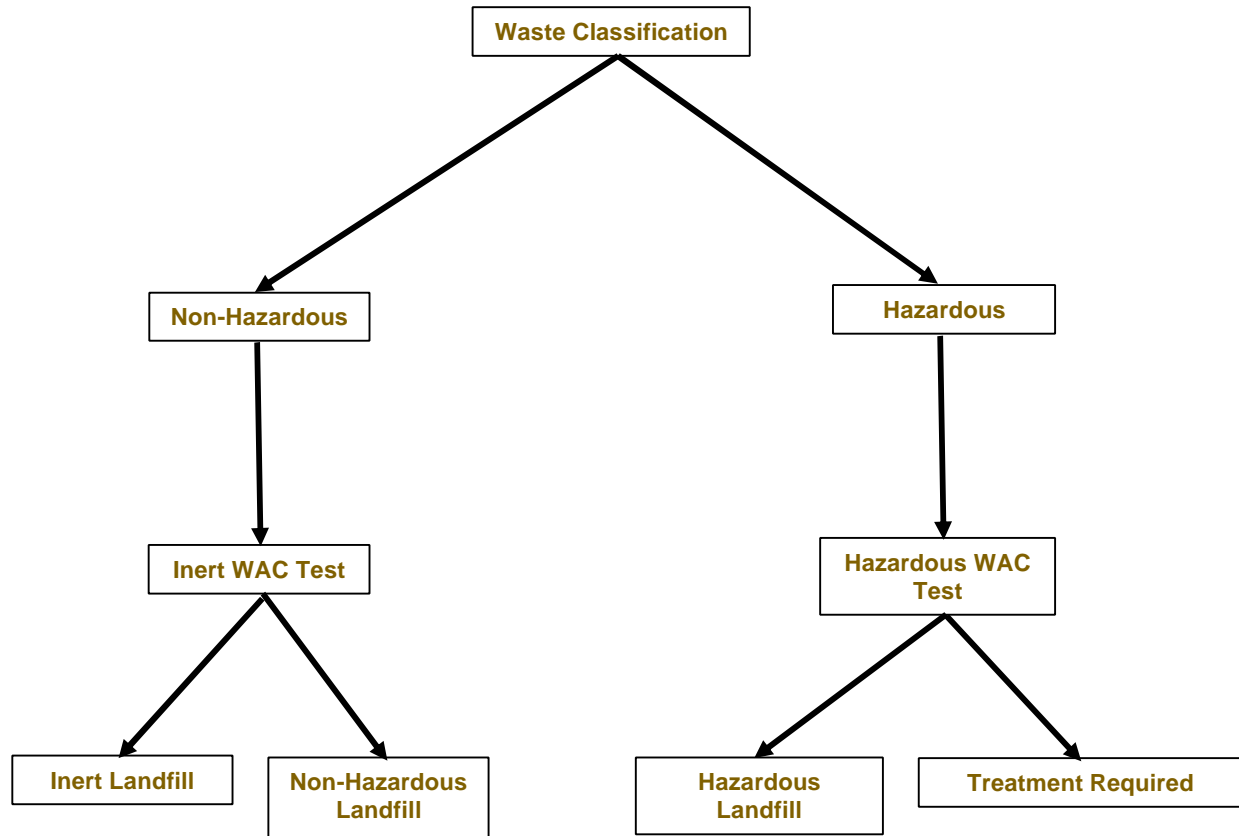 Waste Classification
Non-Hazardous
Hazardous
Inert WAC Test
Hazardous WAC
Test
Inert Landfill
Non-Hazardous
Landfill
Hazardous
Landfill
Treatment Required